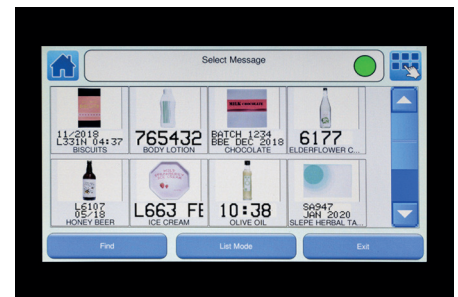 Select Message
11/2018
L331N 04:37
BISCUITS
765432
BODY LOTION
BATCH 1234
BBE DEC 2018
CHOCOLATE
6177
ELDERFLOWER C...
L6107
05/18
HONEY BEER
L663 FE
ICE CREAM
10:38
OLIVE OIL
SA947
JAN 2020
SLEPE HERBAL TA...
Find
List Mode
Exit